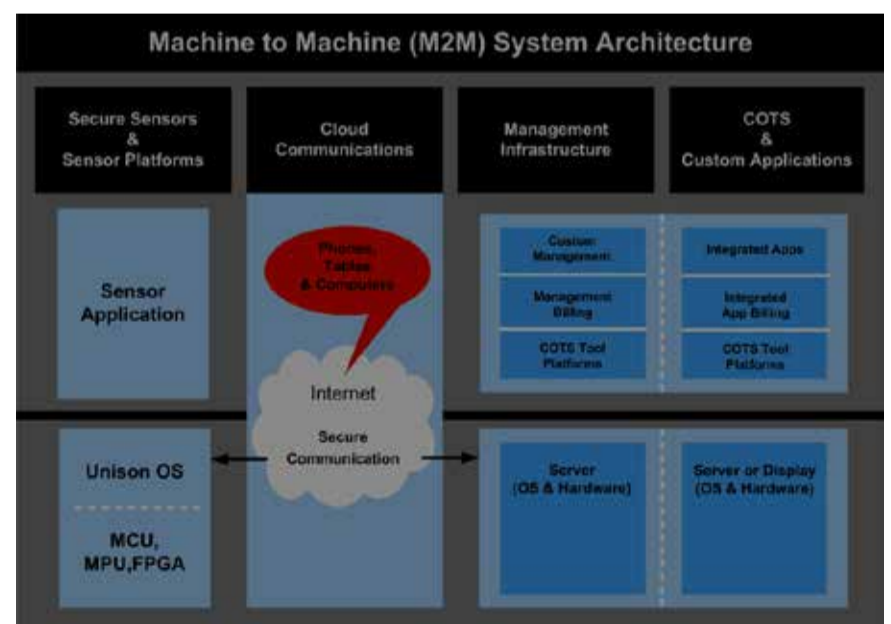 Machine to Machine (M2M) System Architecture
Secure Sensors
&
Sensor Platforms
Cloud
Communications
Management
Infrastructure
COTS
&
Custom Applications
Sensor
Application
Phones,
Tables
& Computers
Internet
Secure
Communication
Custom
Management
Management
Billing
COTS Tool
Platforms
Integrated Apps
Integrated
App Billing
COTS Tool
Platforms
Unison OS
MCU,
MPU,FPGA
Server
(OS & Hardware)
Server or Display
(OS & Hardware)